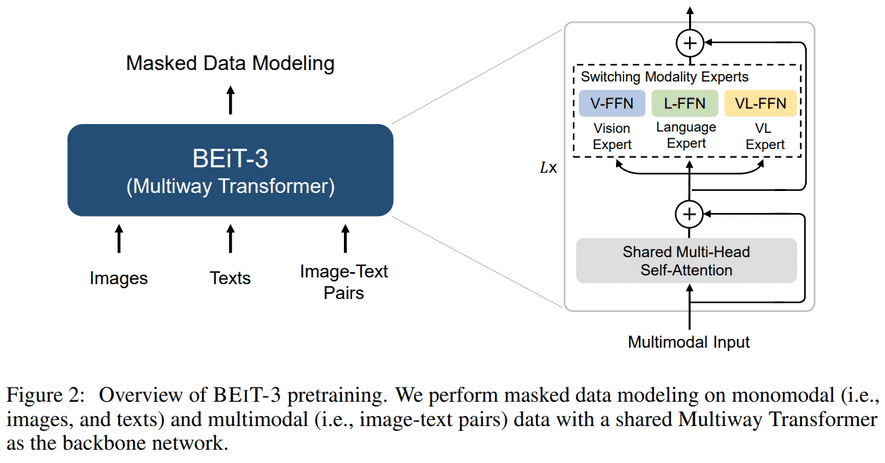 Masked Data Modeling
BEiT-3
(Multiway Transformer)
Images
Texts
Image-Text
Pairs
Switching Modality Experts
V-FFN
L-FFN
VL-FFN
Vision
Expert
Language
Expert
VL
Expert
Lx
Shared Multi-Head
Self-Attention
Multimodal Input
Figure 2: Overview of BEIT-3 pretraining. We perform masked data modeling on monomodal (i.e.,
images, and texts) and multimodal (i.e., image-text pairs) data with a shared Multiway Transformer
as the backbone network.